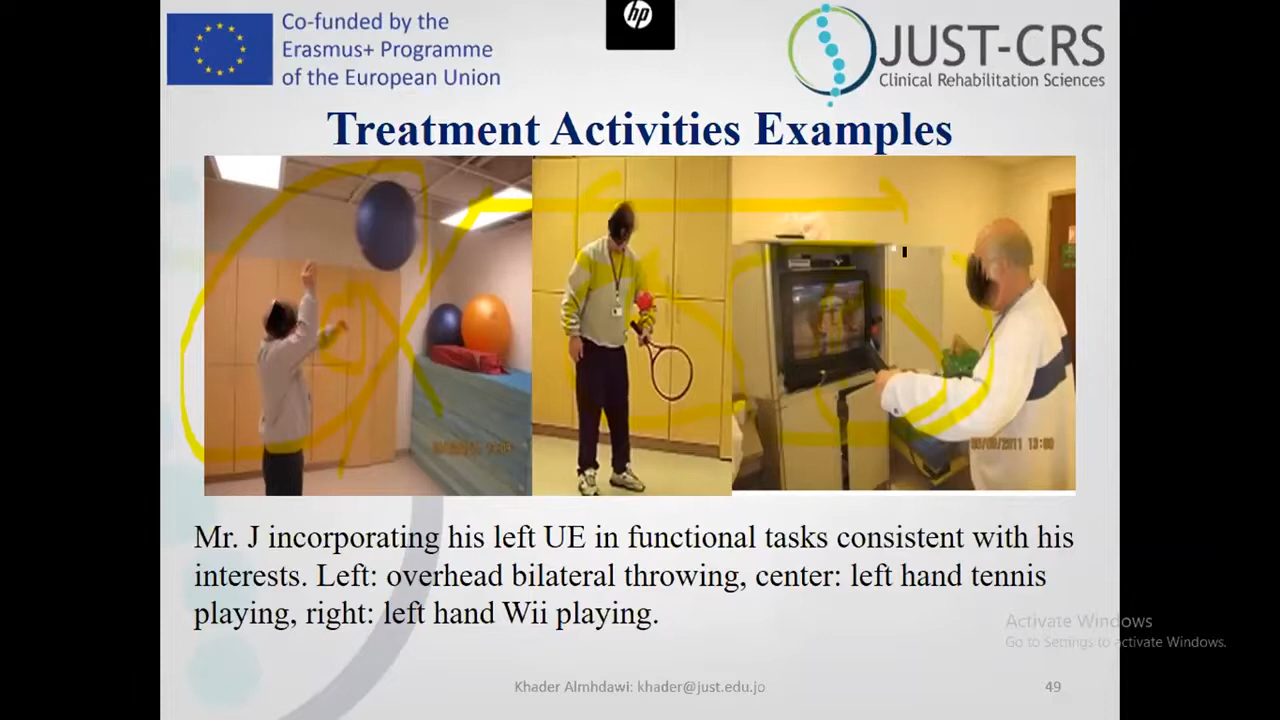 Co-funded by the
Erasmus+ Programme
of the European Union
hp
JUST-CRS
Clinical Rehabilitation Sciences
Treatment Activities Examples
13:00
Mr. J incorporating his left UE in functional tasks consistent with his
interests. Left: overhead bilateral throwing, center: left hand tennis
playing, right: left hand Wii playing.
Activate Windows
Go to Settings to activate Windows.
Khader Almhdawi: khader@just.edu.jo
49